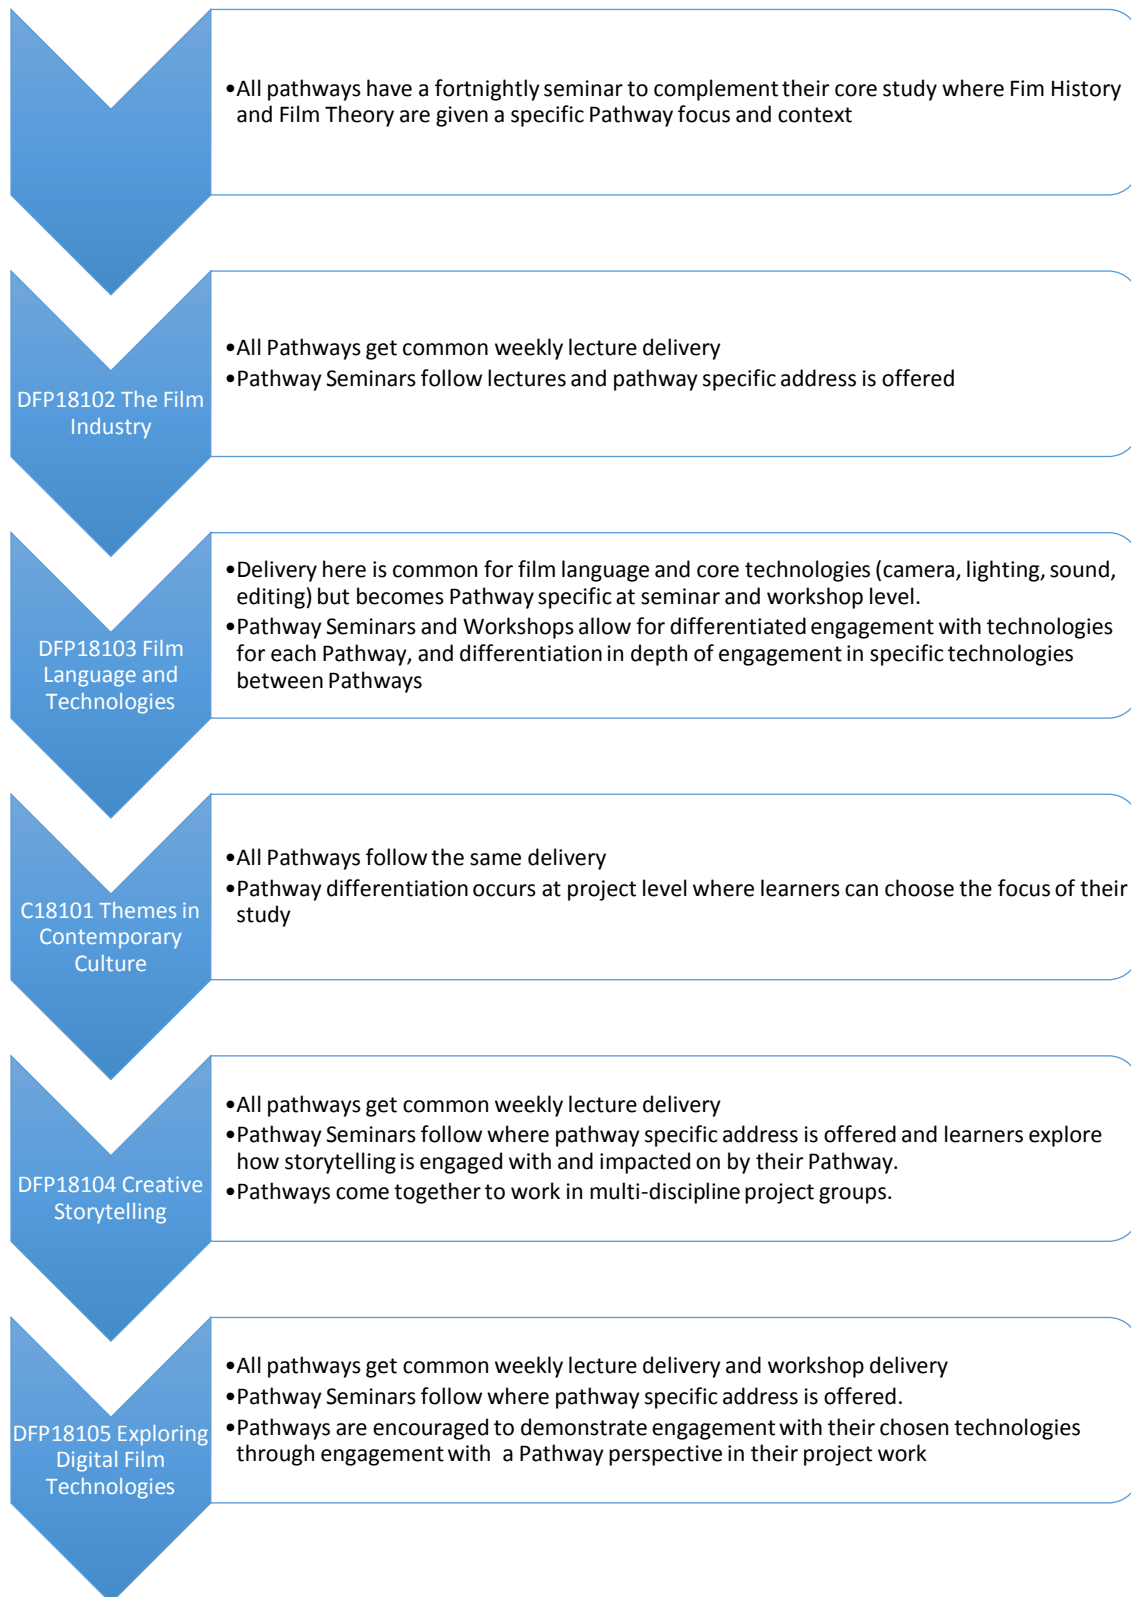 •All pathways have a fortnightly seminar to complement their core study where Fim History
and Film Theory are given a specific Pathway focus and context
DFP18102 The Film
Industry
•All Pathways get common weekly lecture delivery
•Pathway Seminars follow lectures and pathway specific address is offered
DFP18103 Film
Language and
Technologies
•Delivery here is common for film language and core technologies (camera, lighting, sound,
editing) but becomes Pathway specific at seminar and workshop level.
•Pathway Seminars and Workshops allow for differentiated engagement with technologies
for each Pathway, and differentiation in depth of engagement in specific technologies
between Pathways
C18101 Themes in
Contemporary
Culture
•All Pathways follow the same delivery
•Pathway differentiation occurs at project level where learners can choose the focus of their
study
DFP18104 Creative
Storytelling
•All pathways get common weekly lecture delivery
•Pathway Seminars follow where pathway specific address is offered and learners explore
how storytelling is engaged with and impacted on by their Pathway.
•Pathways come together to work in multi-discipline project groups.
DFP18105 Exploring
Digital Film
Technologies
•All pathways get common weekly lecture delivery and workshop delivery
•Pathway Seminars follow where pathway specific address is offered.
•Pathways are encouraged to demonstrate engagement with their chosen technologies
through engagement with  a Pathway perspective in their project work